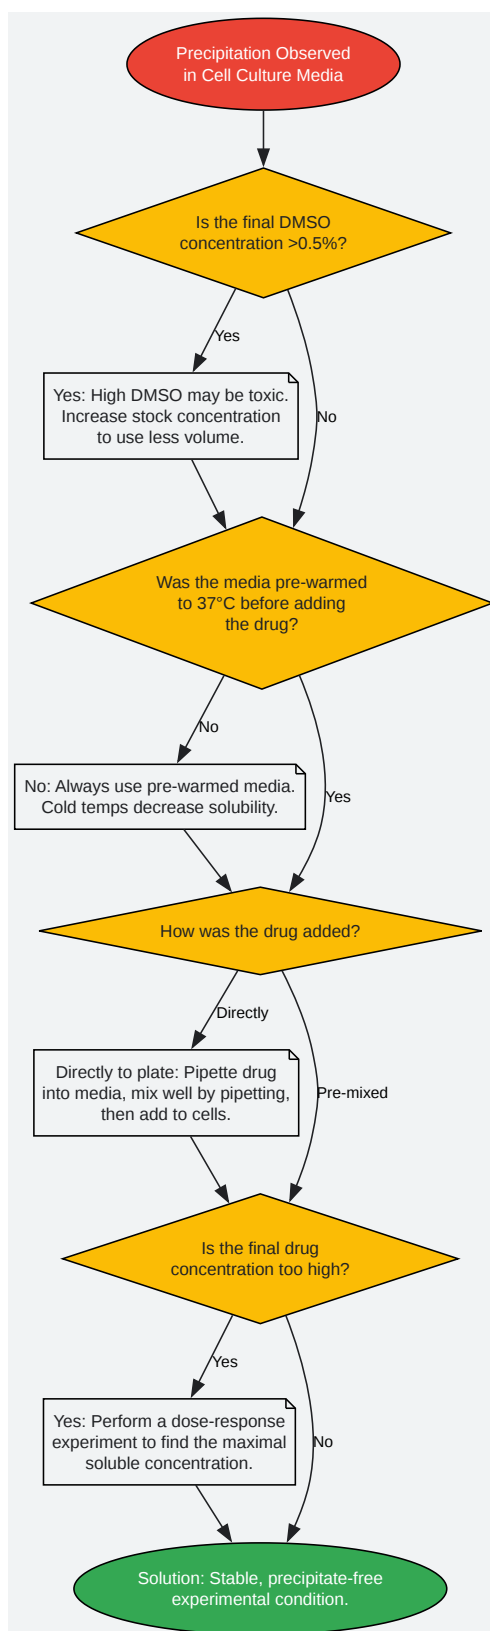 Precipitation Observed
in Cell Culture Media
Is the final DMSO
concentration >0.5%?
Yes
Yes: High DMSO may be toxic.
Increase stock concentration
to use less volume.
No
Was the media pre-warmed
to 37°C before adding
the drug?
No
No: Always use pre-warmed media.
Cold temps decrease solubility.
Yes
How was the drug added?
Directly
Directly to plate: Pipette drug
into media, mix well by pipetting,
then add to cells.
Pre-mixed
Is the final drug
concentration too high?
Yes
Yes: Perform a dose-response
experiment to find the maximal
soluble concentration.
No
Solution: Stable, precipitate-free
experimental condition.